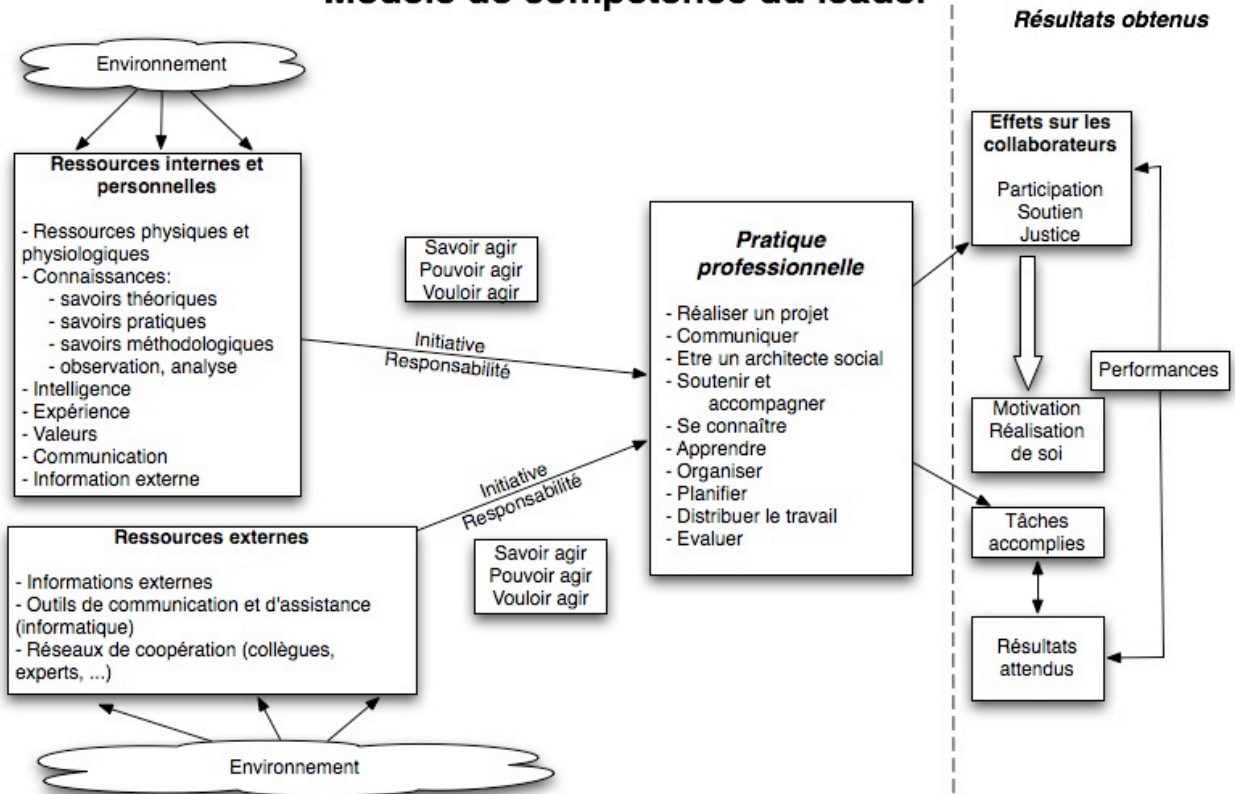 Modèle de compétence du leader
Résultats obtenus
Environnement
Ressources internes et
personnelles
- Ressources physiques et
physiologiques
- Connaissances:
- savoirs théoriques
- savoirs pratiques
- savoirs méthodologiques
- observation, analyse
- Intelligence
- Expérience
- Valeurs
- Communication
- Information externe
Savoir agir
Pouvoir agir
Vouloir agir
Initiative
Responsabilité
Ressources externes
- Informations externes
- Outils de communication et d'assistance
(informatique)
- Réseaux de coopération (collègues,
experts, ...)
Initiative
Responsabilité
Savoir agir
Pouvoir agir
Vouloir agir
Environnement
Pratique
professionnelle
- Réaliser un projet
- Communiquer
- Etre un architecte social
- Soutenir et
accompagner
- Se connaître
- Apprendre
- Organiser
- Planifier
- Distribuer le travail
- Evaluer
Effets sur les
collaborateurs
Participation
Soutien
Justice
Performances
Motivation
Réalisation
de soi
Tâches
accomplies
Résultats
attendus